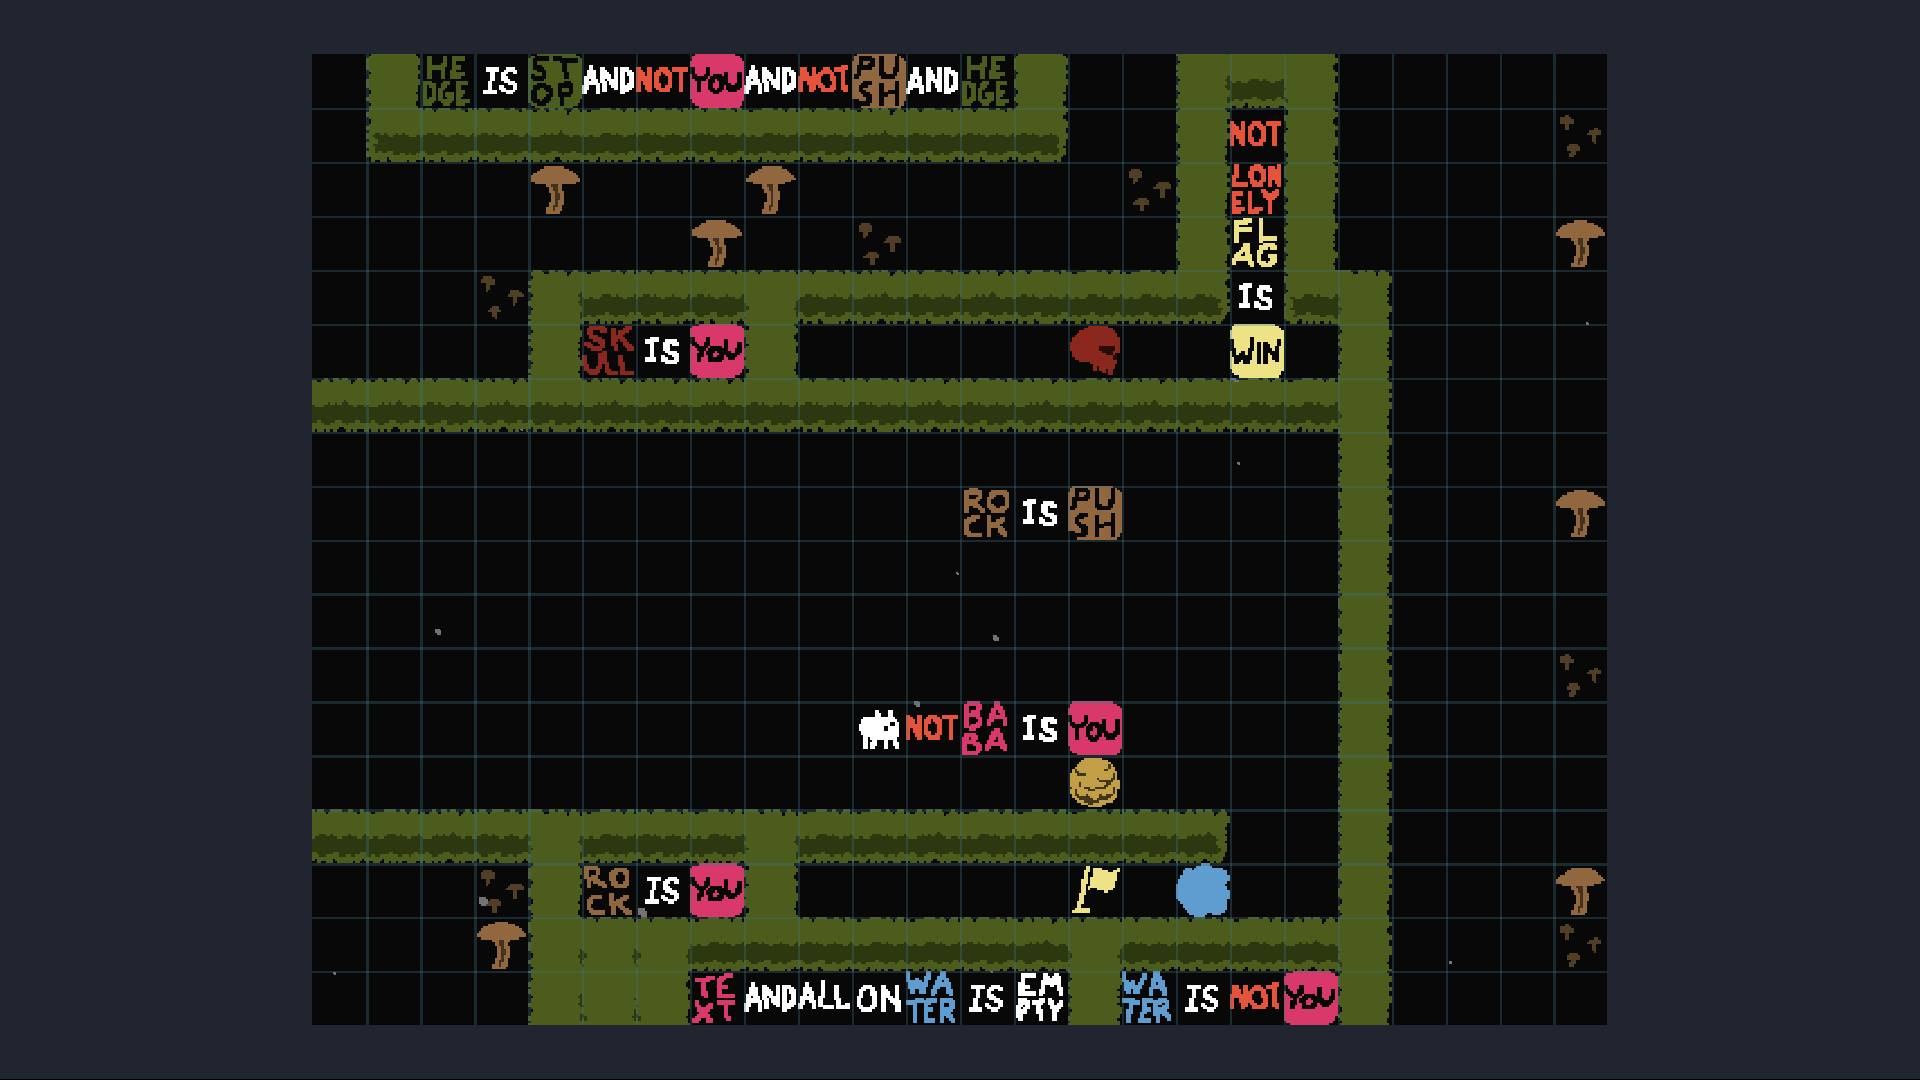 HEDGE IS STOP AND NOT YOU AND NOT PUSH AND HEDGE
NOT
LONELY
FLAG
IS
SKULL IS YOU
WIN
ROCK IS PUSH
NOT BABA IS YOU
ROCK IS YOU
TEXT AND ALL ON WATER IS EMPTY
WATER IS NOT YOU